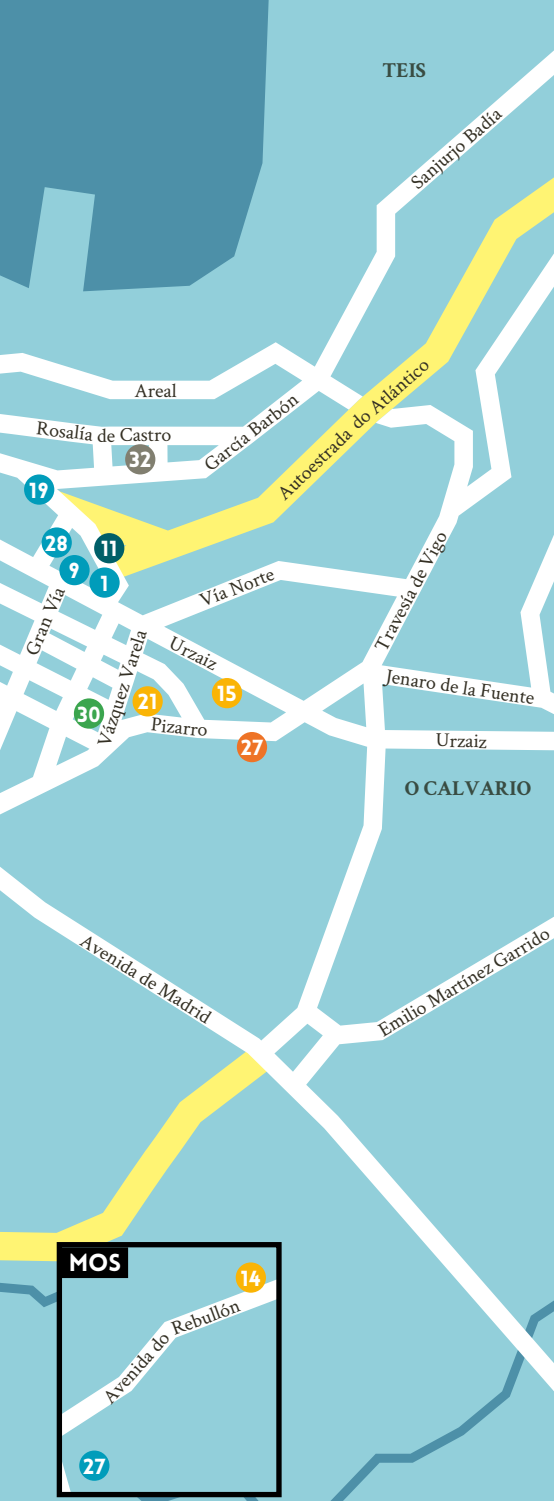 TEIS
Sanjurjo Badía
Autoestrada do Atlántico
Areal
García Barbón
Rosalía de Castro
32
19
28
11
9
1
Vía Norte
Travesía de Vigo
Gran Vía
Urzaiz
Vázquez Varela
Jenaro de la Fuente
15
21
30
Pizarro
27
Urzaiz
O CALVARIO
Avenida de Madrid
Emilio Martínez Garrido
MOS
14
Avenida do Rebullón
27